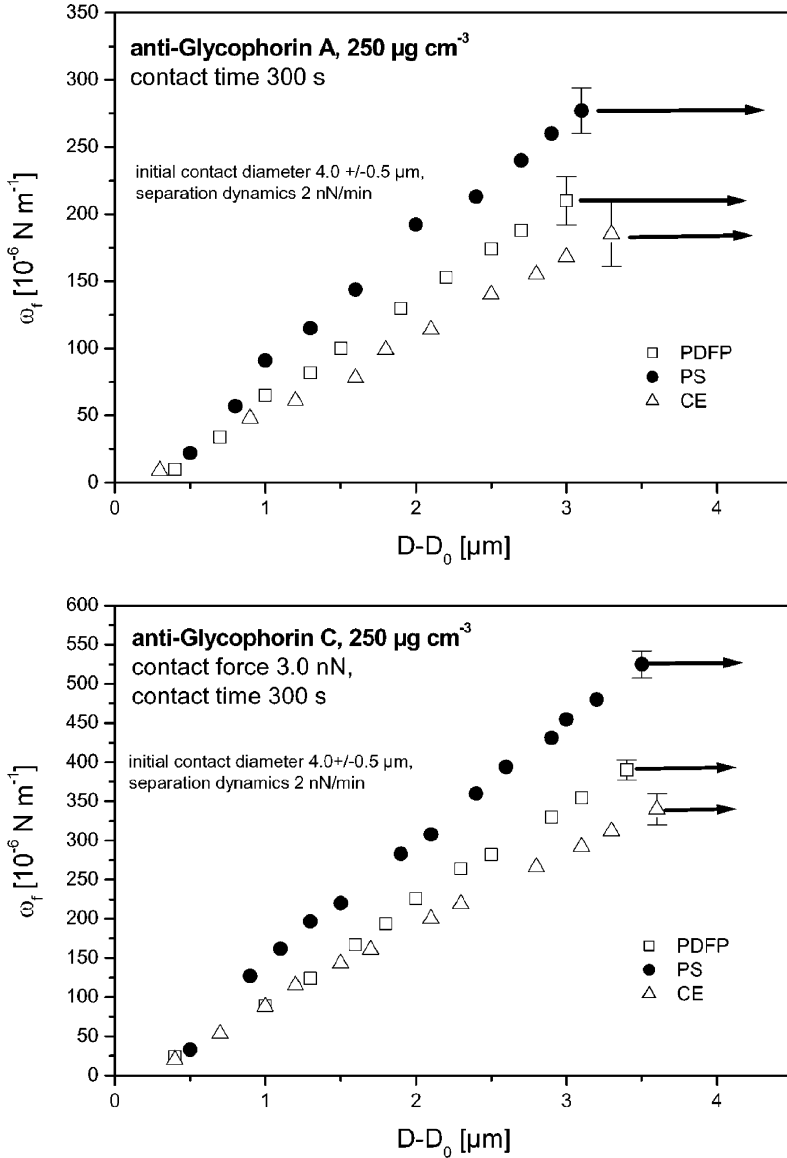 350
300
250
200
150
100
50
0
ω_f [10⁻⁶ N m⁻¹]
anti-Glycophorin A, 250 µg cm⁻³
contact time 300 s
initial contact diameter 4.0 +/-0.5 µm,
separation dynamics 2 nN/min
PDFP
PS
CE
0 1 2 3 4
D-D₀ [µm]
600
550
500
450
400
350
300
250
200
150
100
50
0
ω_f [10⁻⁶ N m⁻¹]
anti-Glycophorin C, 250 µg cm⁻³
contact force 3.0 nN,
contact time 300 s
initial contact diameter 4.0+/-0.5 µm,
separation dynamics 2 nN/min
PDFP
PS
CE
0 1 2 3 4
D-D₀ [µm]